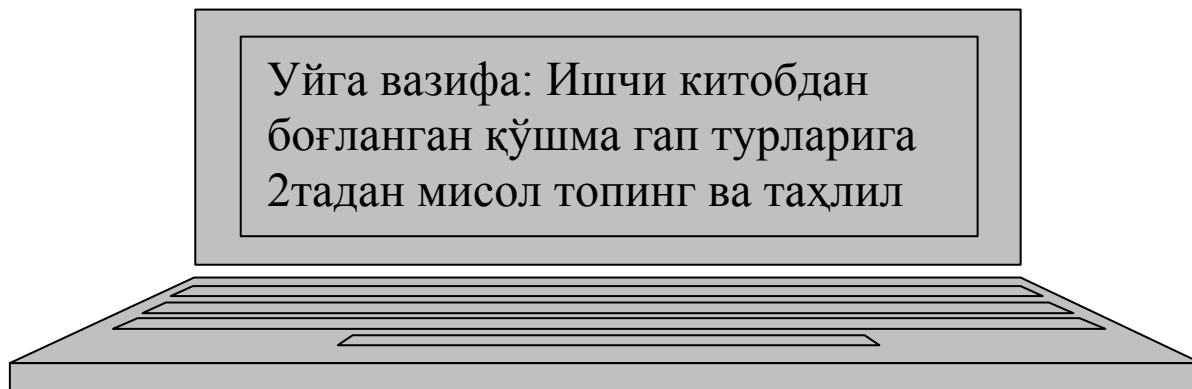 Уйга вазифа: Ишчи китобдан
боғланган қўшма гап турларига
2тадан мисол топинг ва таҳлил